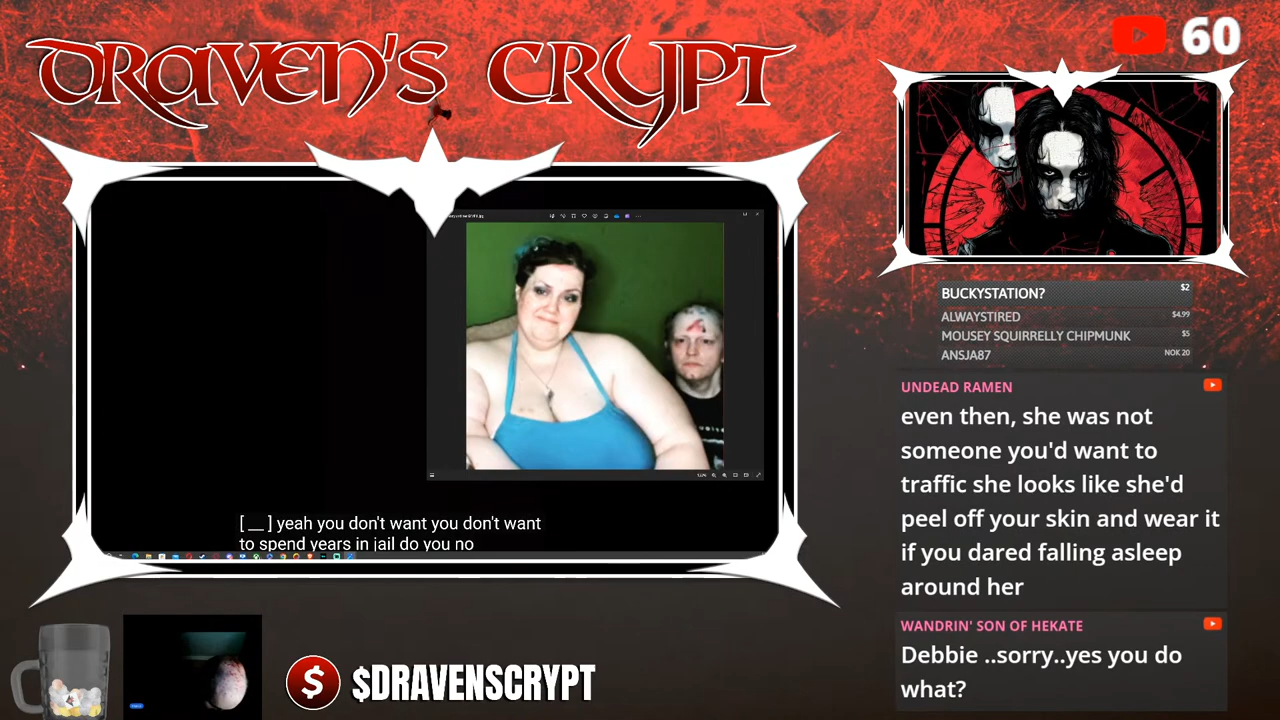 DRAVEN'S CRYPT
60
BUCKYSTATION? $2
ALWAYSTIRED $4.99
MOUSEY SQUIRRELLY CHIPMUNK $5
ANSJA87 NOK 20
UNDEAD RAMEN
even then, she was not
someone you'd want to
traffic she looks like she'd
peel off your skin and wear it
if you dared falling asleep
around her
[ __ ] yeah you don't want you don't want
to spend years in jail do you no
WANDRIN' SON OF HEKATE
Debbie ..sorry..yes you do
what?
$DRAVENSCRYPT